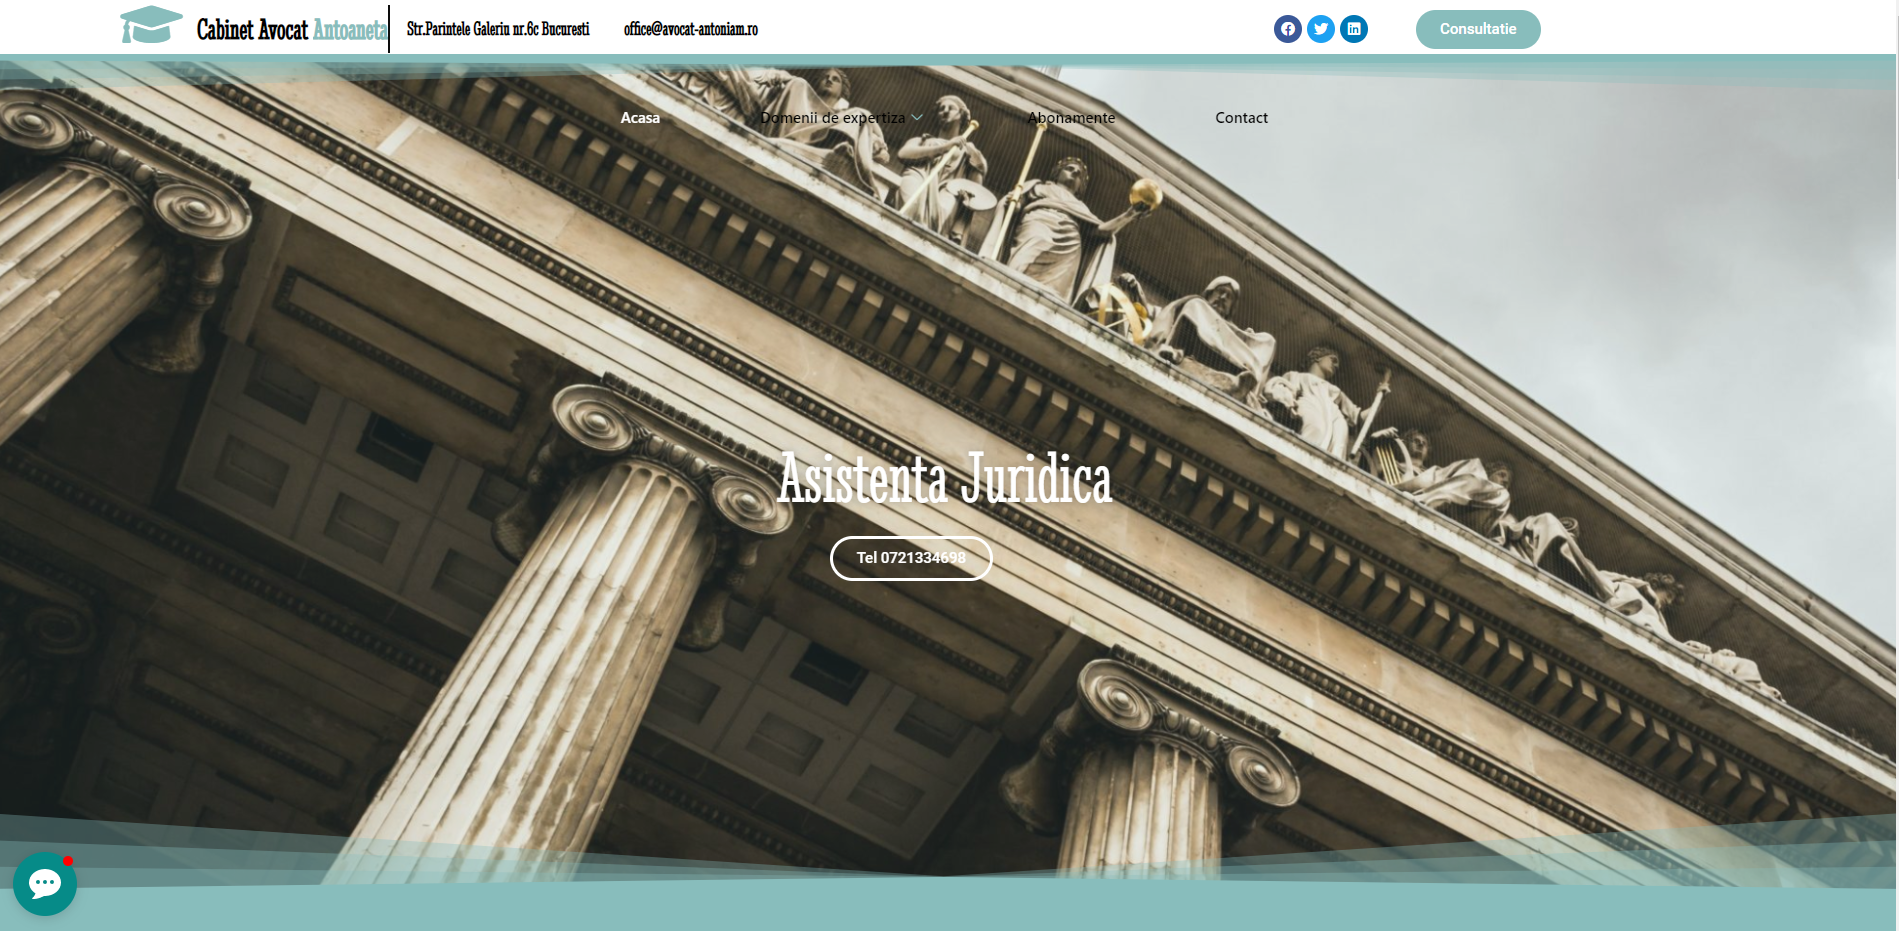 Cabinet Avocat Antoaneta
Str.Parintele Galeriu nr.6c Bucuresti
office@avocat-antoniam.ro
Consultatie
Acasa
Domenii de expertiza
Abonamente
Contact
Asistenta Juridica
Tel 0721334698